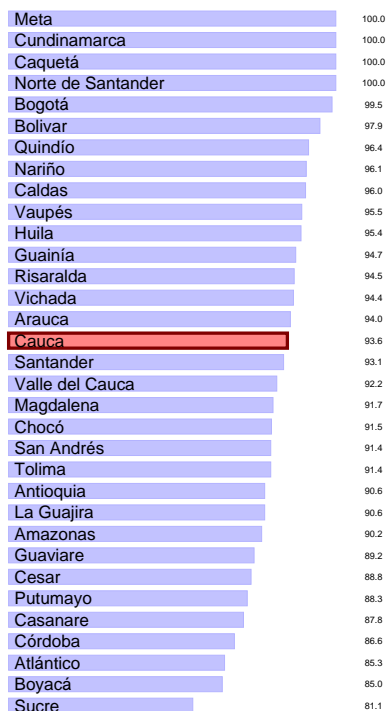 Meta 100.0
Cundinamarca 100.0
Caquetá 100.0
Norte de Santander 100.0
Bogotá 99.5
Bolivar 97.9
Quindío 96.4
Nariño 96.1
Caldas 96.0
Vaupés 95.5
Huila 95.4
Guainía 94.7
Risaralda 94.5
Vichada 94.4
Arauca 94.0
Cauca 93.6
Santander 93.1
Valle del Cauca 92.2
Magdalena 91.7
Chocó 91.5
San Andrés 91.4
Tolima 91.4
Antioquia 90.6
La Guajira 90.6
Amazonas 90.2
Guaviare 89.2
Cesar 88.8
Putumayo 88.3
Casanare 87.8
Córdoba 86.6
Atlántico 85.3
Boyacá 85.0
Sucre 81.1